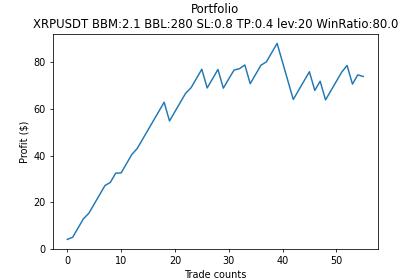 Portfolio
XRPUSDT BBM:2.1 BBL:280 SL:0.8 TP:0.4 lev:20 WinRatio:80.0
Profit ($)
80
60
40
20
0
0 10 20 30 40 50
Trade counts